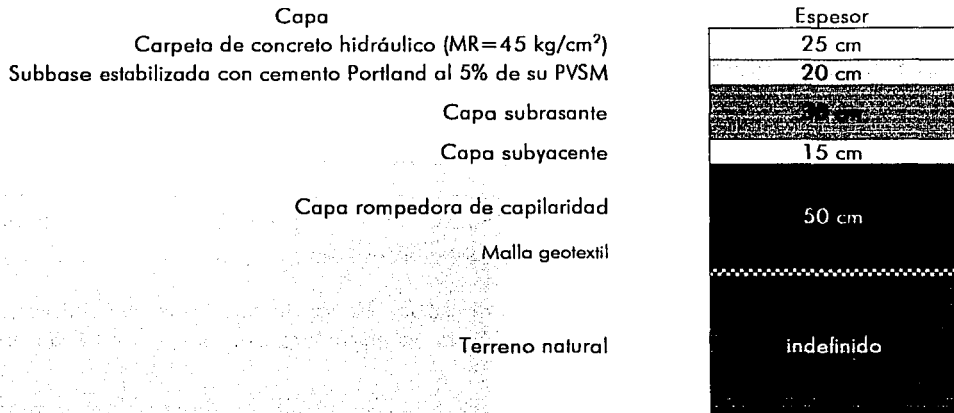 Capa Espesor
Carpeta de concreto hidráulico (MR=45 kg/cm²) 25 cm
Subbase estabilizada con cemento Portland al 5% de su PVSM 20 cm
Capa subrasante cm
Capa subyacente 15 cm
Capa rompedora de capilaridad 50 cm
Malla geotextil
Terreno natural indefinido